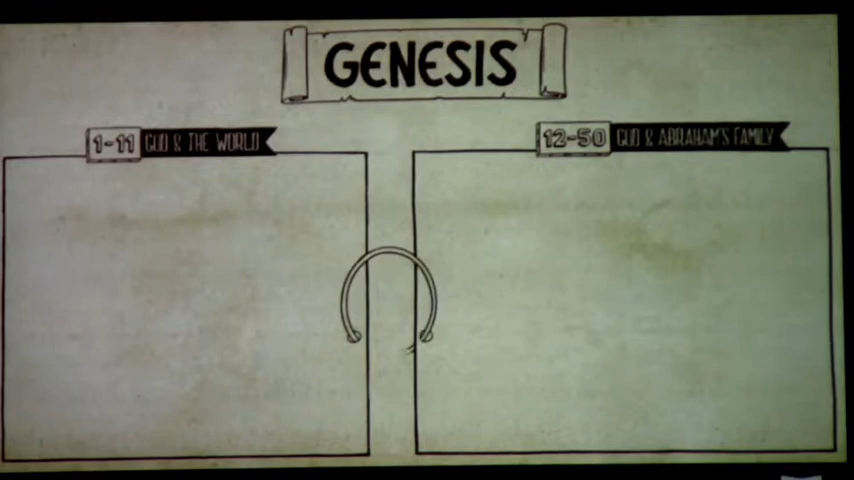 GENESIS
1-11 GOD & THE WORLD
12-50 GOD & ABRAHAM'S FAMILY